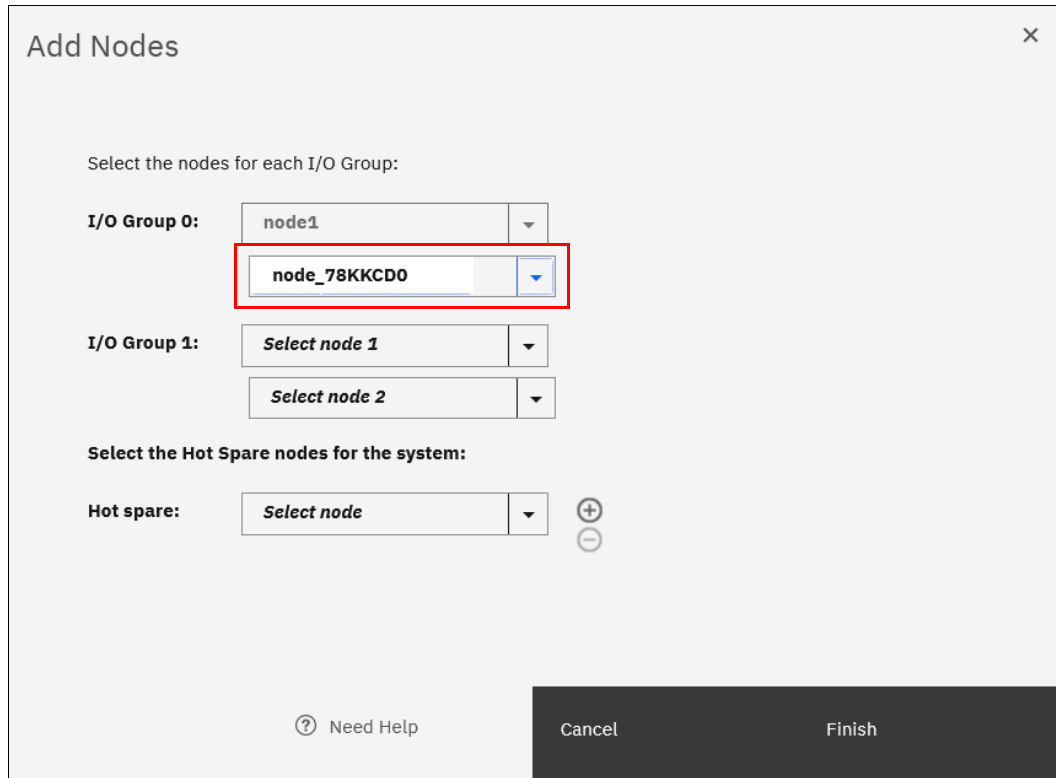 Add Nodes
Select the nodes for each I/O Group:
I/O Group 0: node1
node_78KKCD0
I/O Group 1: Select node 1
Select node 2
Select the Hot Spare nodes for the system:
Hot spare: Select node
Need Help Cancel Finish